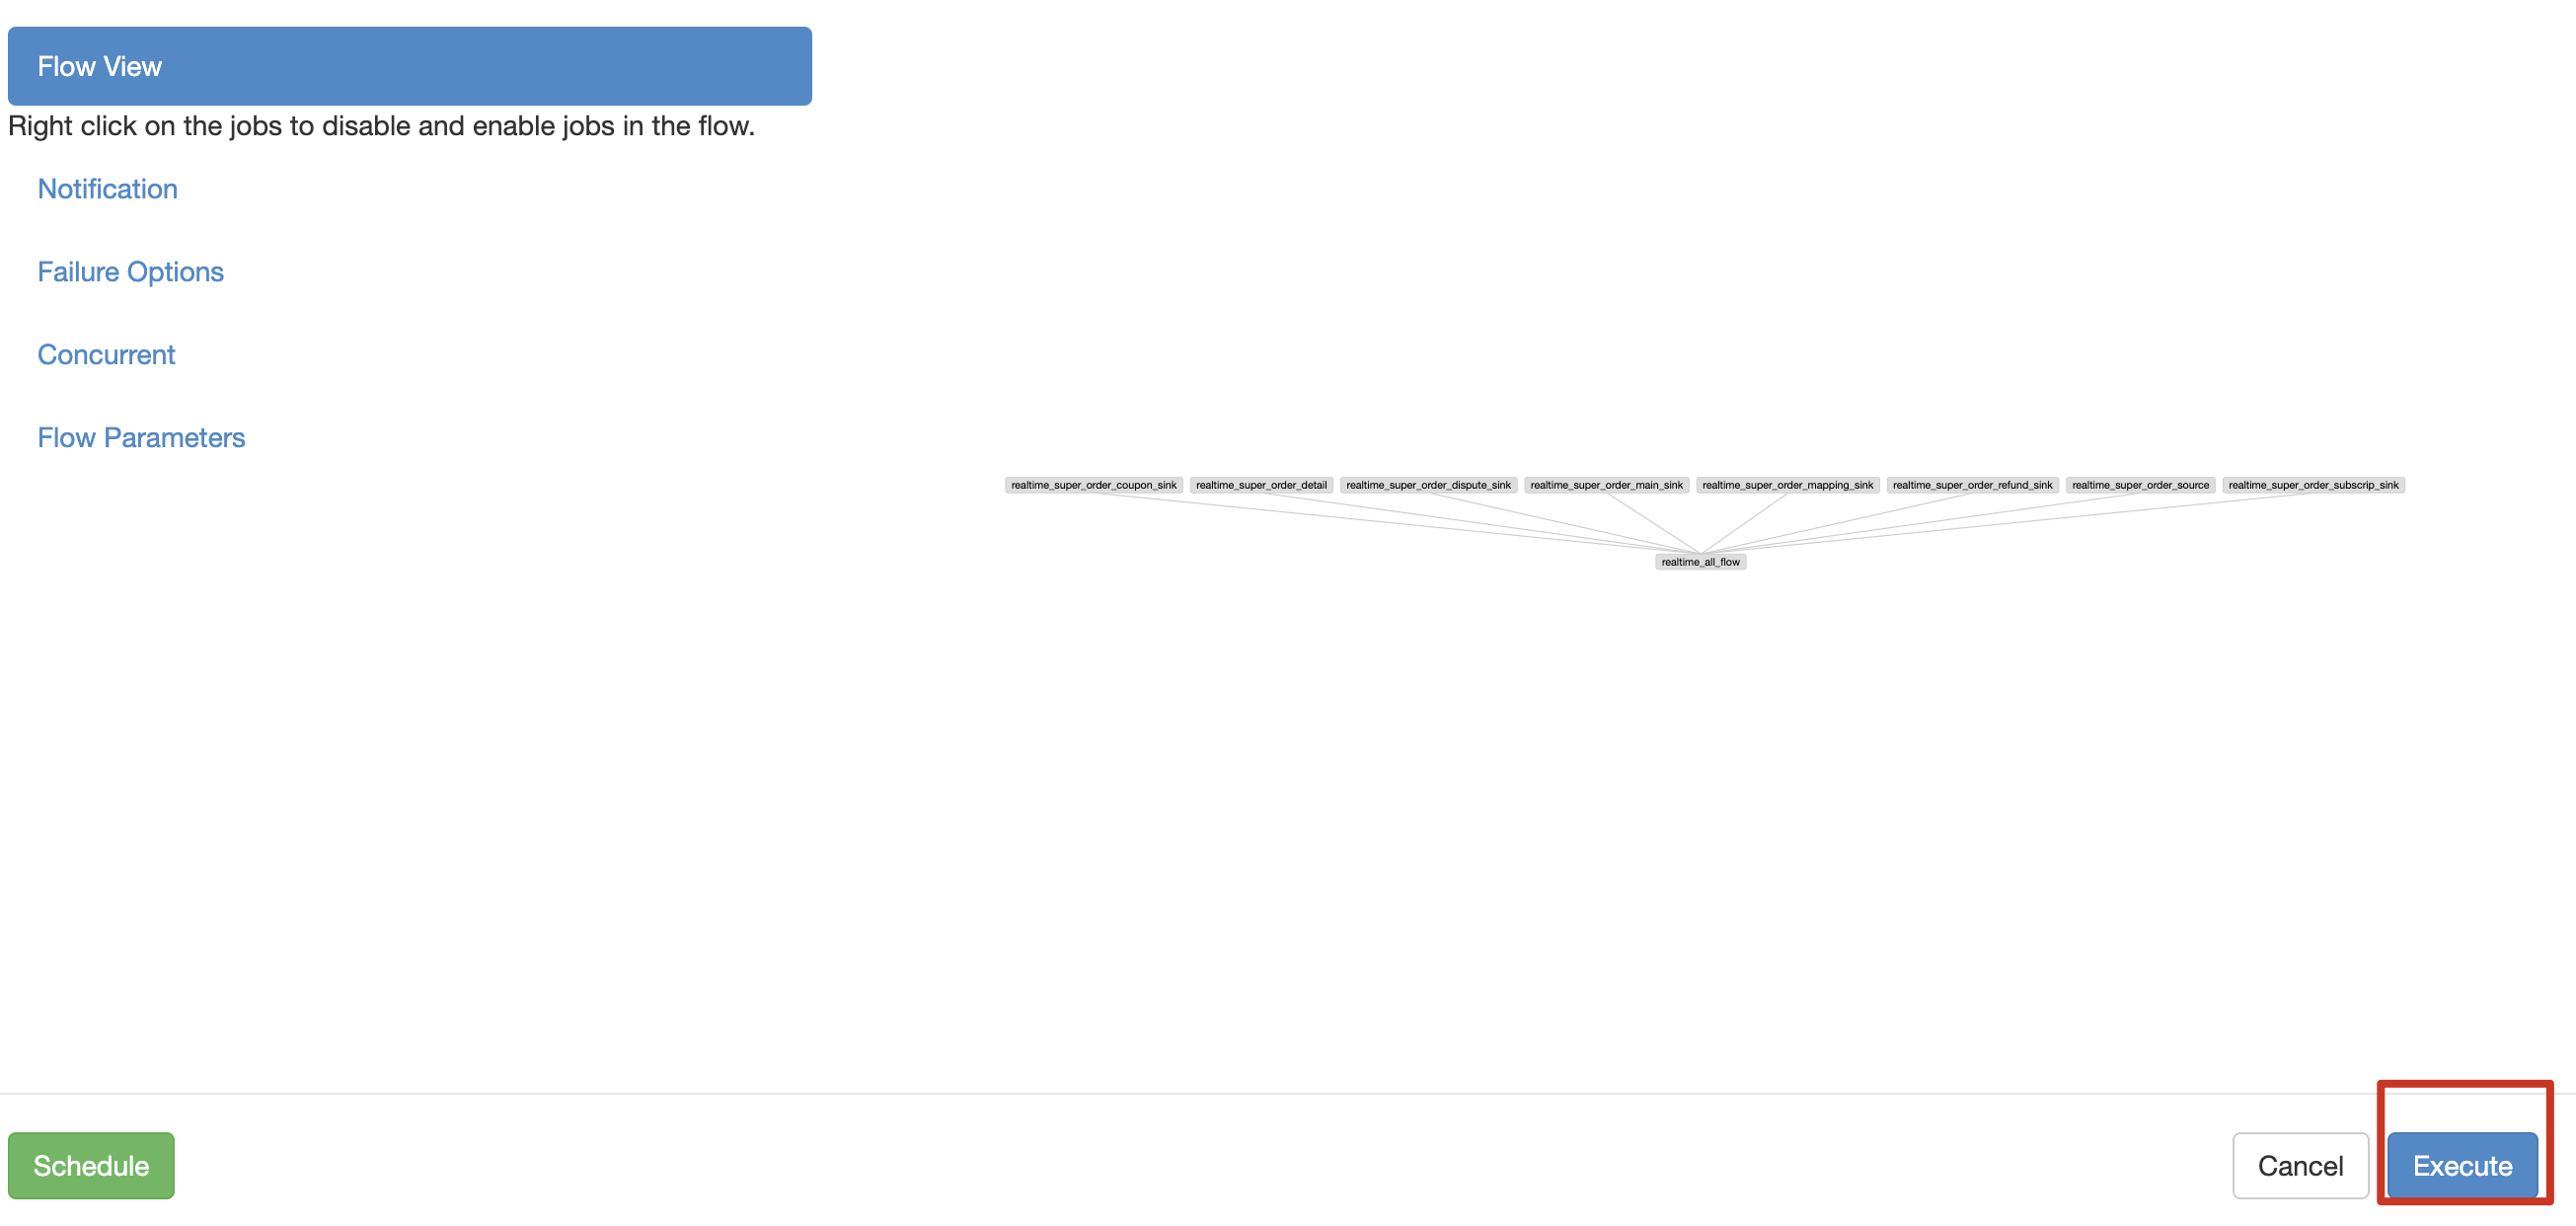 Flow View
Right click on the jobs to disable and enable jobs in the flow.
Notification
Failure Options
Concurrent
Flow Parameters
realtime_super_order_coupon_sink realtime_super_order_detail realtime_super_order_dispute_sink realtime_super_order_main_sink realtime_super_order_mapping_sink realtime_super_order_refund_sink realtime_super_order_source realtime_super_order_subscrip_sink
realtime_all_flow
Schedule Cancel Execute